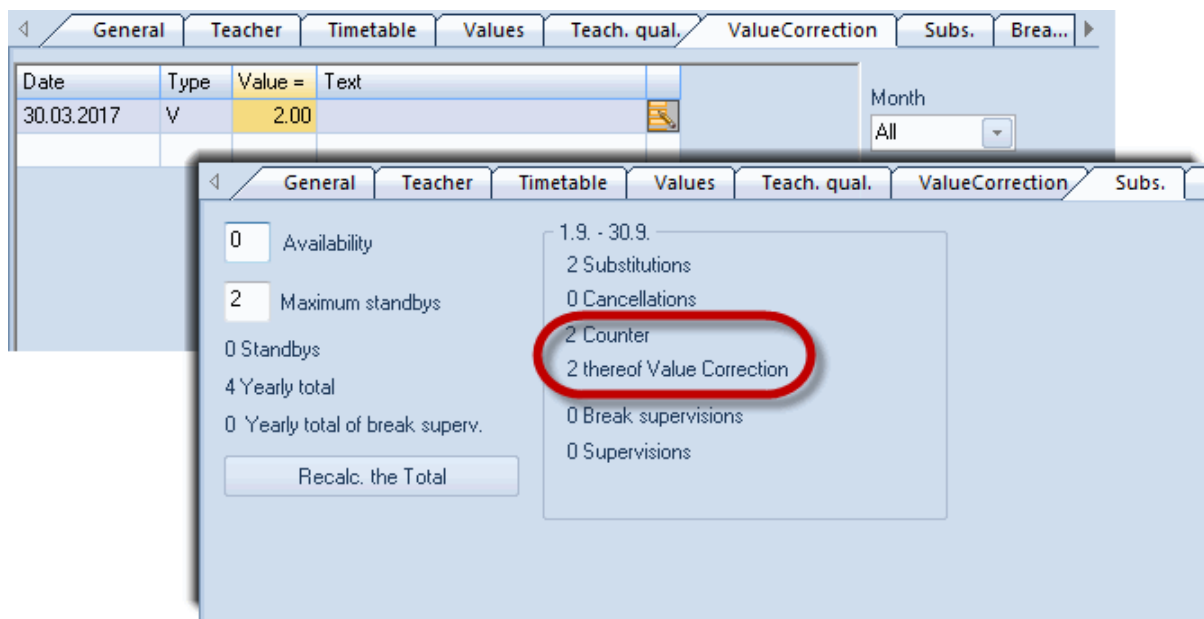 General Teacher Timetable Values Teach. qual. ValueCorrection Subs. Brea...
Date Type Value = Text
30.03.2017 V 2.00
Month
All
General Teacher Timetable Values Teach. qual. ValueCorrection Subs.
0 Availability
2 Maximum standbys
0 Standbys
4 Yearly total
0 Yearly total of break superv.
Recalc. the Total
1.9. - 30.9.
2 Substitutions
0 Cancellations
2 Counter
2 thereof Value Correction
0 Break supervisions
0 Supervisions